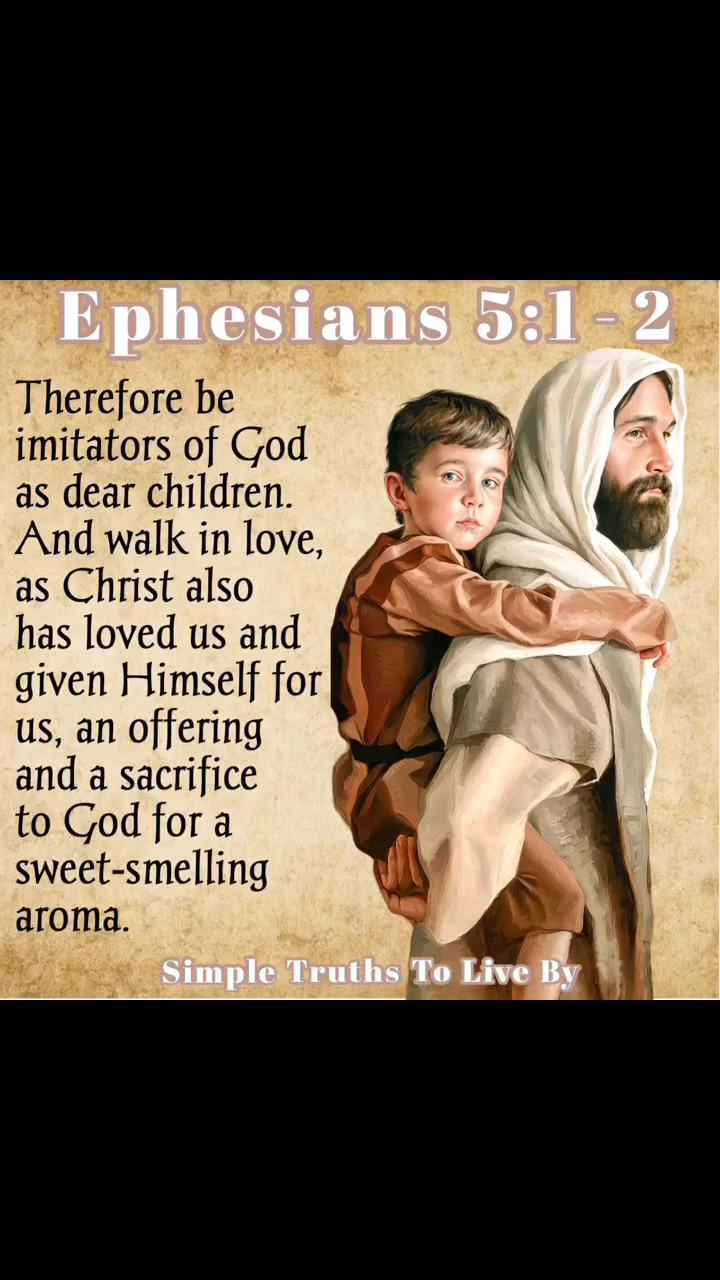 Ephesians 5:1-2
Therefore be
imitators of God
as dear children.
And walk in love,
as Christ also
has loved us and
given Himself for
us, an offering
and a sacrifice
to God for a
sweet-smelling
aroma.
Simple Truths To Live By